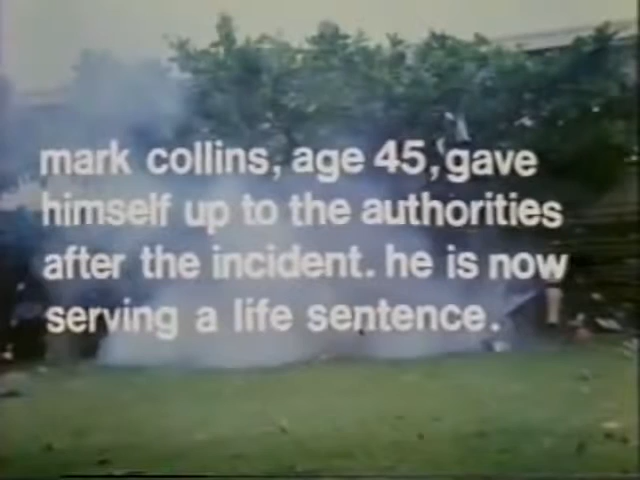 mark collins, age 45, gave
himself up to the authorities
after the incident. he is now
serving a life sentence.